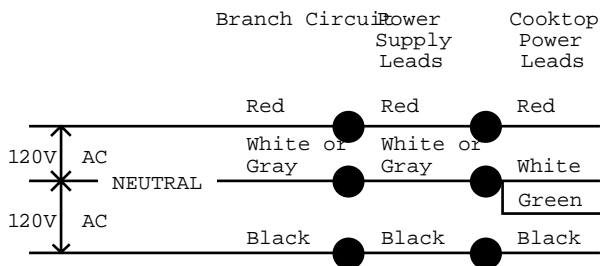 Branch Circuit Power Supply Leads Cooktop Power Leads
Red Red Red
120V AC White or Gray White or Gray White
NEUTRAL
Green
120V AC
Black Black Black